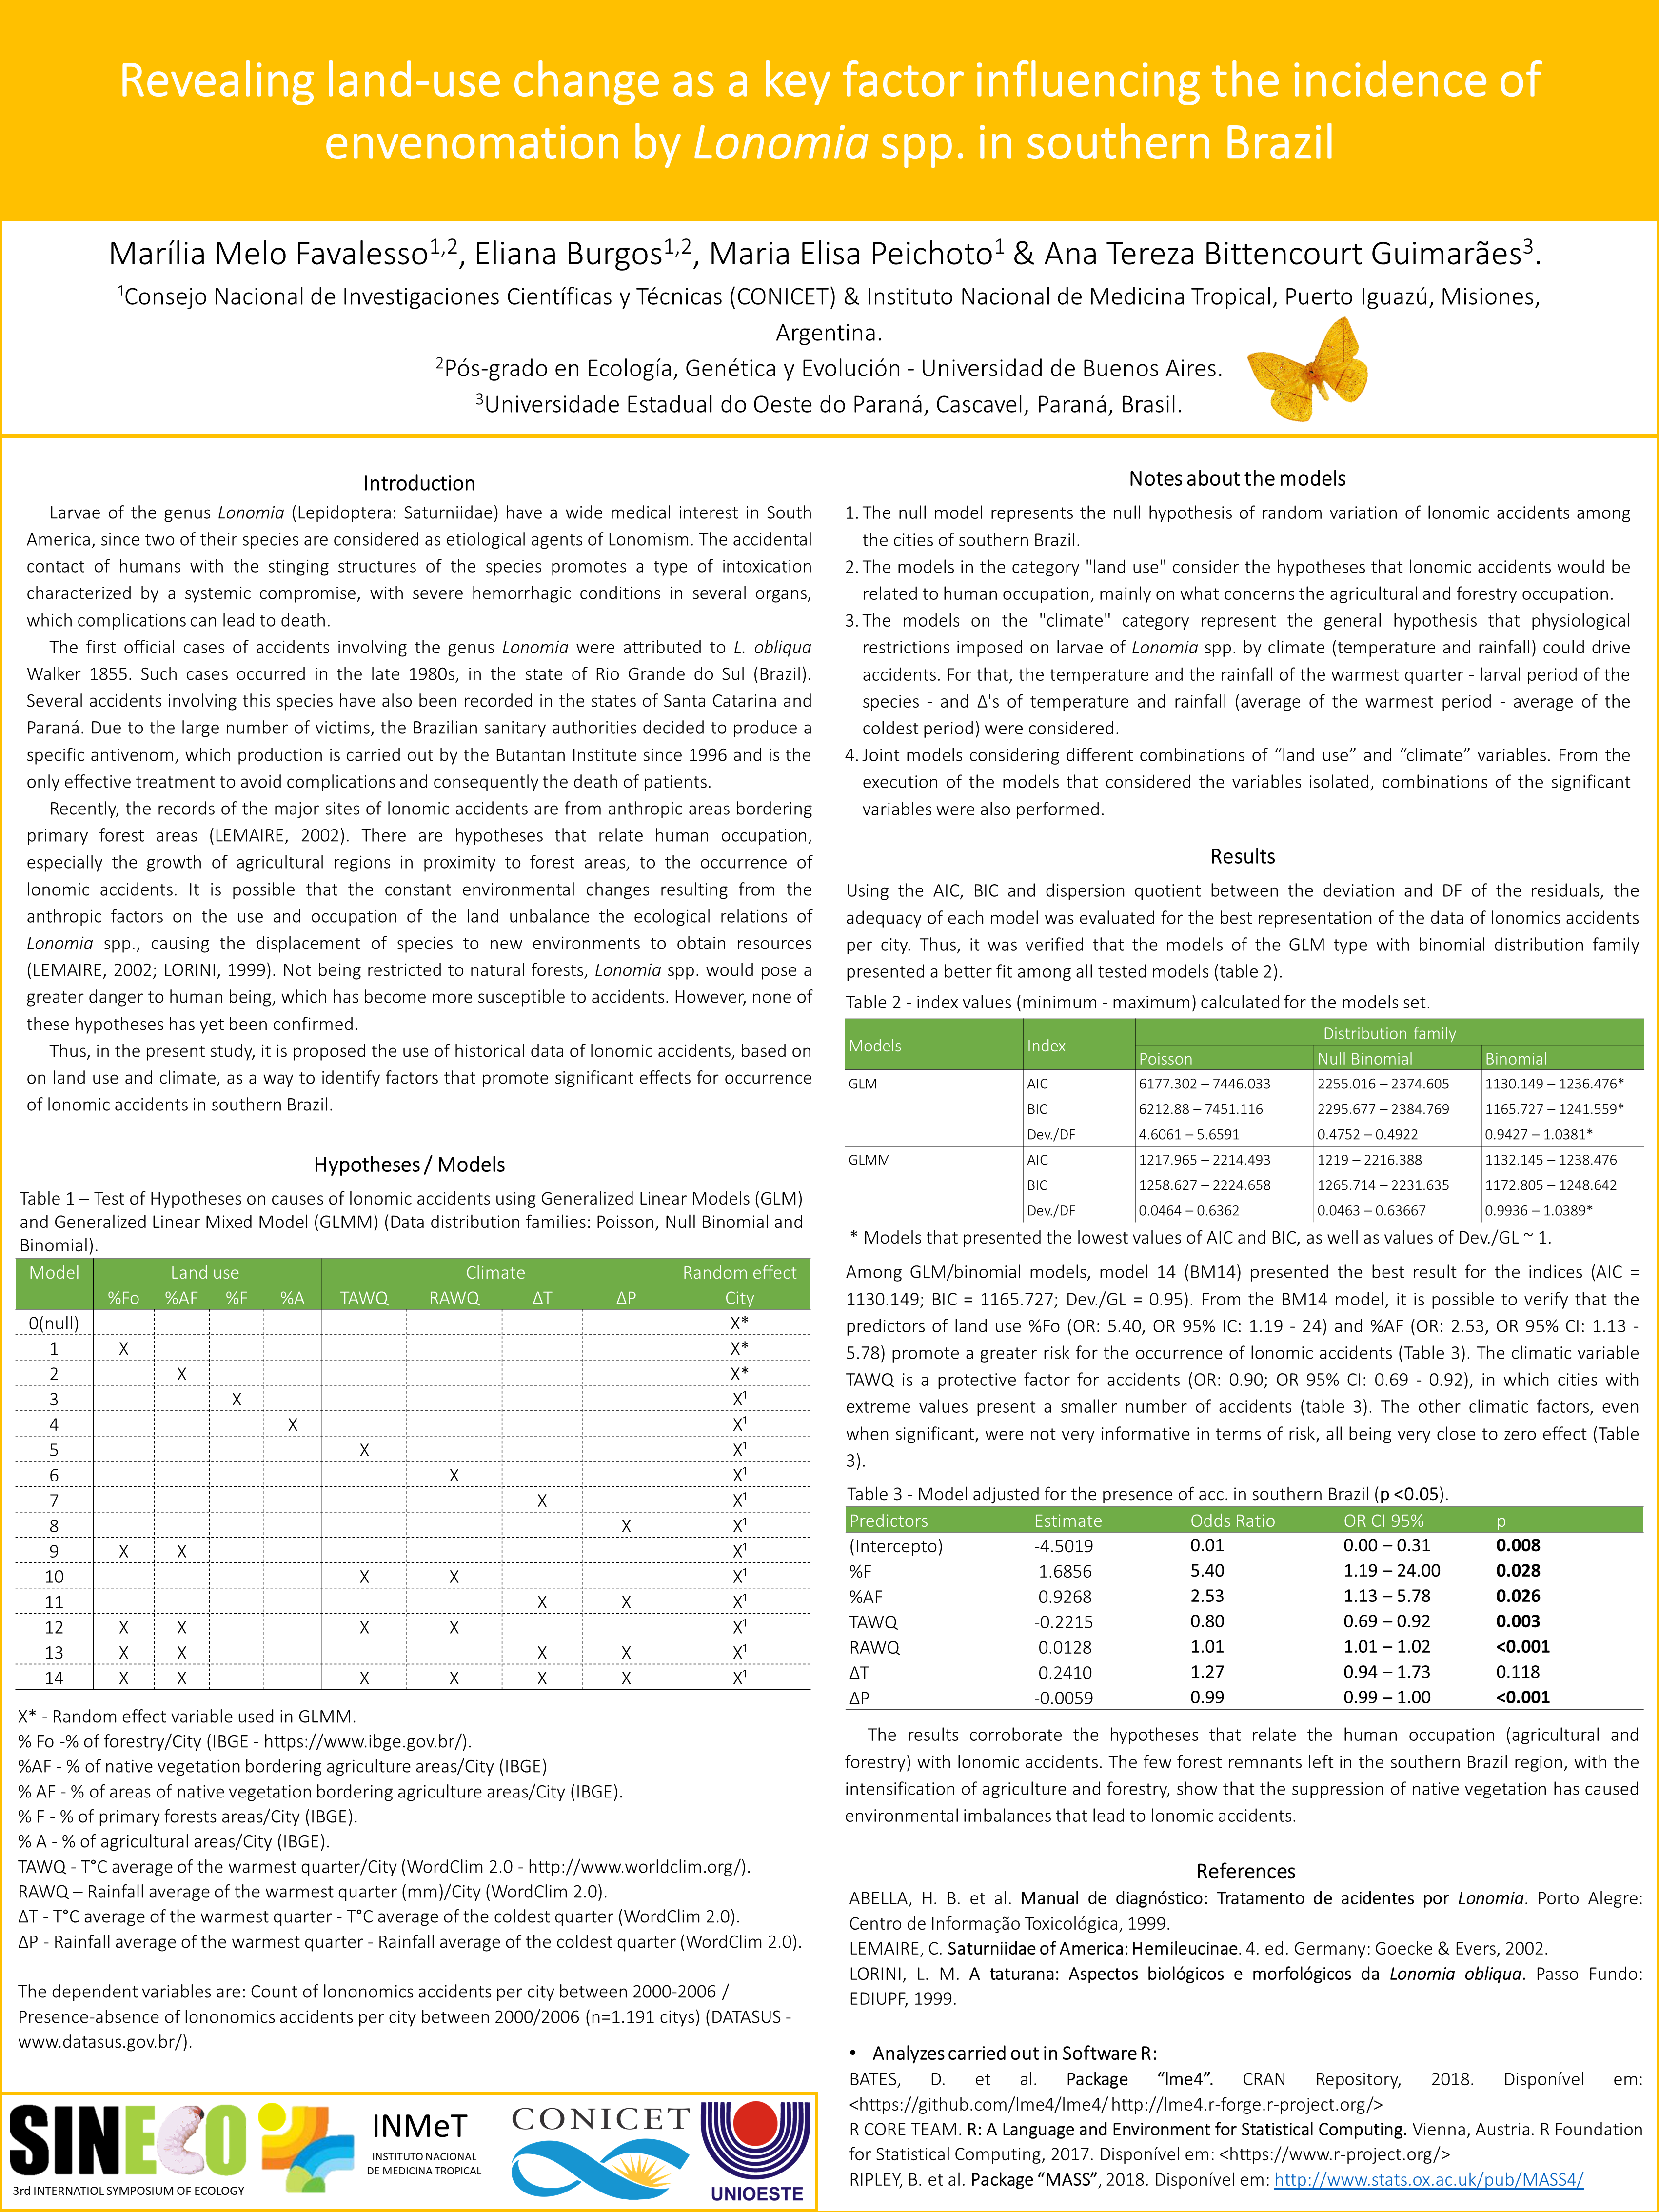 Revealing land-use change as a key factor influencing the incidence of
envenomation by Lonomia spp. in southern Brazil
Marília Melo Favalesso1,2, Eliana Burgos1,2, Maria Elisa Peichoto1 & Ana Tereza Bittencourt Guimarães3.
¹Consejo Nacional de Investigaciones Científicas y Técnicas (CONICET) & Instituto Nacional de Medicina Tropical, Puerto Iguazú, Misiones,
Argentina.
2Pós-grado en Ecología, Genética y Evolución - Universidad de Buenos Aires.
3Universidade Estadual do Oeste do Paraná, Cascavel, Paraná, Brasil.
Introduction
Larvae of the genus Lonomia (Lepidoptera: Saturniidae) have a wide medical interest in South
America, since two of their species are considered as etiological agents of Lonomism. The accidental
contact of humans with the stinging structures of the species promotes a type of intoxication
characterized by a systemic compromise, with severe hemorrhagic conditions in several organs,
which complications can lead to death.
The first official cases of accidents involving the genus Lonomia were attributed to L. obliqua
Walker 1855. Such cases occurred in the late 1980s, in the state of Rio Grande do Sul (Brazil).
Several accidents involving this species have also been recorded in the states of Santa Catarina and
Paraná. Due to the large number of victims, the Brazilian sanitary authorities decided to produce a
specific antivenom, which production is carried out by the Butantan Institute since 1996 and is the
only effective treatment to avoid complications and consequently the death of patients.
Recently, the records of the major sites of lonomic accidents are from anthropic areas bordering
primary forest areas (LEMAIRE, 2002). There are hypotheses that relate human occupation,
especially the growth of agricultural regions in proximity to forest areas, to the occurrence of
lonomic accidents. It is possible that the constant environmental changes resulting from the
anthropic factors on the use and occupation of the land unbalance the ecological relations of
Lonomia spp., causing the displacement of species to new environments to obtain resources
(LEMAIRE, 2002; LORINI, 1999). Not being restricted to natural forests, Lonomia spp. would pose a
greater danger to human being, which has become more susceptible to accidents. However, none of
these hypotheses has yet been confirmed.
Thus, in the present study, it is proposed the use of historical data of lonomic accidents, based on
on land use and climate, as a way to identify factors that promote significant effects for occurrence
of lonomic accidents in southern Brazil.
Hypotheses / Models
Table 1 – Test of Hypotheses on causes of lonomic accidents using Generalized Linear Models (GLM)
and Generalized Linear Mixed Model (GLMM) (Data distribution families: Poisson, Null Binomial and
Binomial).
Model Land use Climate Random effect
%Fo %AF %F %A TAWQ RAWQ ΔT ΔP City
0(null) X*
1 X X*
2 X X*
3 X X¹
4 X X¹
5 X X¹
6 X X¹
7 X X¹
8 X X¹
9 X X X¹
10 X X X¹
11 X X X¹
12 X X X X X¹
13 X X X X X¹
14 X X X X X X X¹
X* - Random effect variable used in GLMM.
% Fo -% of forestry/City (IBGE - https://www.ibge.gov.br/).
%AF - % of native vegetation bordering agriculture areas/City (IBGE)
% AF - % of areas of native vegetation bordering agriculture areas/City (IBGE).
% F - % of primary forests areas/City (IBGE).
% A - % of agricultural areas/City (IBGE).
TAWQ - T°C average of the warmest quarter/City (WordClim 2.0 - http://www.worldclim.org/).
RAWQ – Rainfall average of the warmest quarter (mm)/City (WordClim 2.0).
ΔT - T°C average of the warmest quarter - T°C average of the coldest quarter (WordClim 2.0).
ΔP - Rainfall average of the warmest quarter - Rainfall average of the coldest quarter (WordClim 2.0).
The dependent variables are: Count of lononomics accidents per city between 2000-2006 /
Presence-absence of lononomics accidents per city between 2000/2006 (n=1.191 citys) (DATASUS -
www.datasus.gov.br/).
SINECO
3rd INTERNATIOL SYMPOSIUM OF ECOLOGY
INMeT
INSTITUTO NACIONAL
DE MEDICINA TROPICAL
CONICET
UNIOESTE
Notes about the models
1. The null model represents the null hypothesis of random variation of lonomic accidents among
the cities of southern Brazil.
2. The models in the category "land use" consider the hypotheses that lonomic accidents would be
related to human occupation, mainly on what concerns the agricultural and forestry occupation.
3. The models on the "climate" category represent the general hypothesis that physiological
restrictions imposed on larvae of Lonomia spp. by climate (temperature and rainfall) could drive
accidents. For that, the temperature and the rainfall of the warmest quarter - larval period of the
species - and Δ's of temperature and rainfall (average of the warmest period - average of the
coldest period) were considered.
4. Joint models considering different combinations of “land use” and “climate” variables. From the
execution of the models that considered the variables isolated, combinations of the significant
variables were also performed.
Results
Using the AIC, BIC and dispersion quotient between the deviation and DF of the residuals, the
adequacy of each model was evaluated for the best representation of the data of lonomics accidents
per city. Thus, it was verified that the models of the GLM type with binomial distribution family
presented a better fit among all tested models (table 2).
Table 2 - index values (minimum - maximum) calculated for the models set.
Models Index Distribution family
Poisson Null Binomial Binomial
GLM AIC 6177.302 – 7446.033 2255.016 – 2374.605 1130.149 – 1236.476*
BIC 6212.88 – 7451.116 2295.677 – 2384.769 1165.727 – 1241.559*
Dev./DF 4.6061 – 5.6591 0.4752 – 0.4922 0.9427 – 1.0381*
GLMM AIC 1217.965 – 2214.493 1219 – 2216.388 1132.145 – 1238.476
BIC 1258.627 – 2224.658 1265.714 – 2231.635 1172.805 – 1248.642
Dev./DF 0.0464 – 0.6362 0.0463 – 0.63667 0.9936 – 1.0389*
* Models that presented the lowest values of AIC and BIC, as well as values of Dev./GL ~ 1.
Among GLM/binomial models, model 14 (BM14) presented the best result for the indices (AIC =
1130.149; BIC = 1165.727; Dev./GL = 0.95). From the BM14 model, it is possible to verify that the
predictors of land use %Fo (OR: 5.40, OR 95% IC: 1.19 - 24) and %AF (OR: 2.53, OR 95% CI: 1.13 -
5.78) promote a greater risk for the occurrence of lonomic accidents (Table 3). The climatic variable
TAWQ is a protective factor for accidents (OR: 0.90; OR 95% CI: 0.69 - 0.92), in which cities with
extreme values present a smaller number of accidents (table 3). The other climatic factors, even
when significant, were not very informative in terms of risk, all being very close to zero effect (Table
3).
Table 3 - Model adjusted for the presence of acc. in southern Brazil (p <0.05).
Predictors Estimate Odds Ratio OR CI 95% p
(Intercepto) -4.5019 0.01 0.00 – 0.31 0.008
%F 1.6856 5.40 1.19 – 24.00 0.028
%AF 0.9268 2.53 1.13 – 5.78 0.026
TAWQ -0.2215 0.80 0.69 – 0.92 0.003
RAWQ 0.0128 1.01 1.01 – 1.02 <0.001
ΔT 0.2410 1.27 0.94 – 1.73 0.118
ΔP -0.0059 0.99 0.99 – 1.00 <0.001
The results corroborate the hypotheses that relate the human occupation (agricultural and
forestry) with lonomic accidents. The few forest remnants left in the southern Brazil region, with the
intensification of agriculture and forestry, show that the suppression of native vegetation has caused
environmental imbalances that lead to lonomic accidents.
References
ABELLA, H. B. et al. Manual de diagnóstico: Tratamento de acidentes por Lonomia. Porto Alegre:
Centro de Informação Toxicológica, 1999.
LEMAIRE, C. Saturniidae of America: Hemileucinae. 4. ed. Germany: Goecke & Evers, 2002.
LORINI, L. M. A taturana: Aspectos biológicos e morfológicos da Lonomia obliqua. Passo Fundo:
EDIUPF, 1999.
• Analyzes carried out in Software R:
BATES, D. et al. Package “lme4”. CRAN Repository, 2018. Disponível em:
<https://github.com/lme4/lme4/ http://lme4.r-forge.r-project.org/>
R CORE TEAM. R: A Language and Environment for Statistical Computing. Vienna, Austria. R Foundation
for Statistical Computing, 2017. Disponível em: <https://www.r-project.org/>
RIPLEY, B. et al. Package “MASS”, 2018. Disponível em: http://www.stats.ox.ac.uk/pub/MASS4/